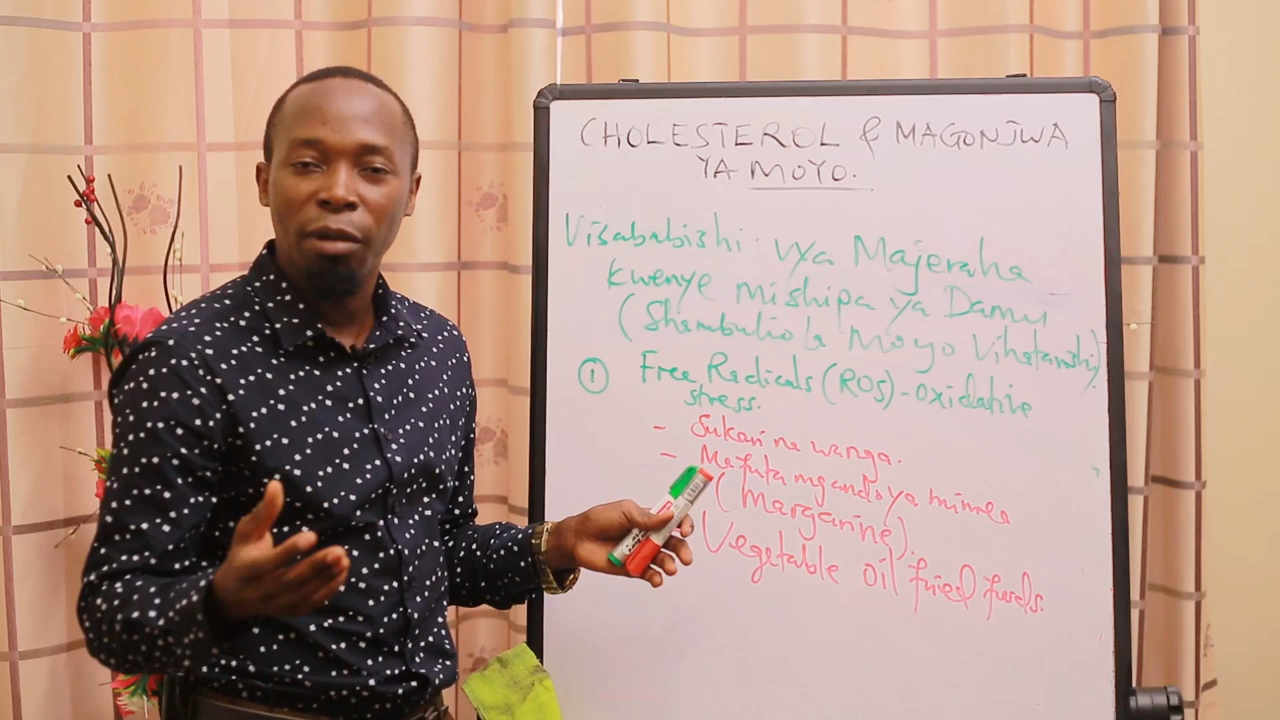 CHOLESTEROL & MAGONJWA
YA MOYO.
Visababishi vya Majeraha
kwenye mishipa ya Damu
(Shambulio la Moyo Vihatarishi)
① Free Radicals (ROS) - Oxidative
stress.
- Sukari na wanga.
- Mafuta mgando ya mimea
(Margarine).
Vegetable oil fried foods.